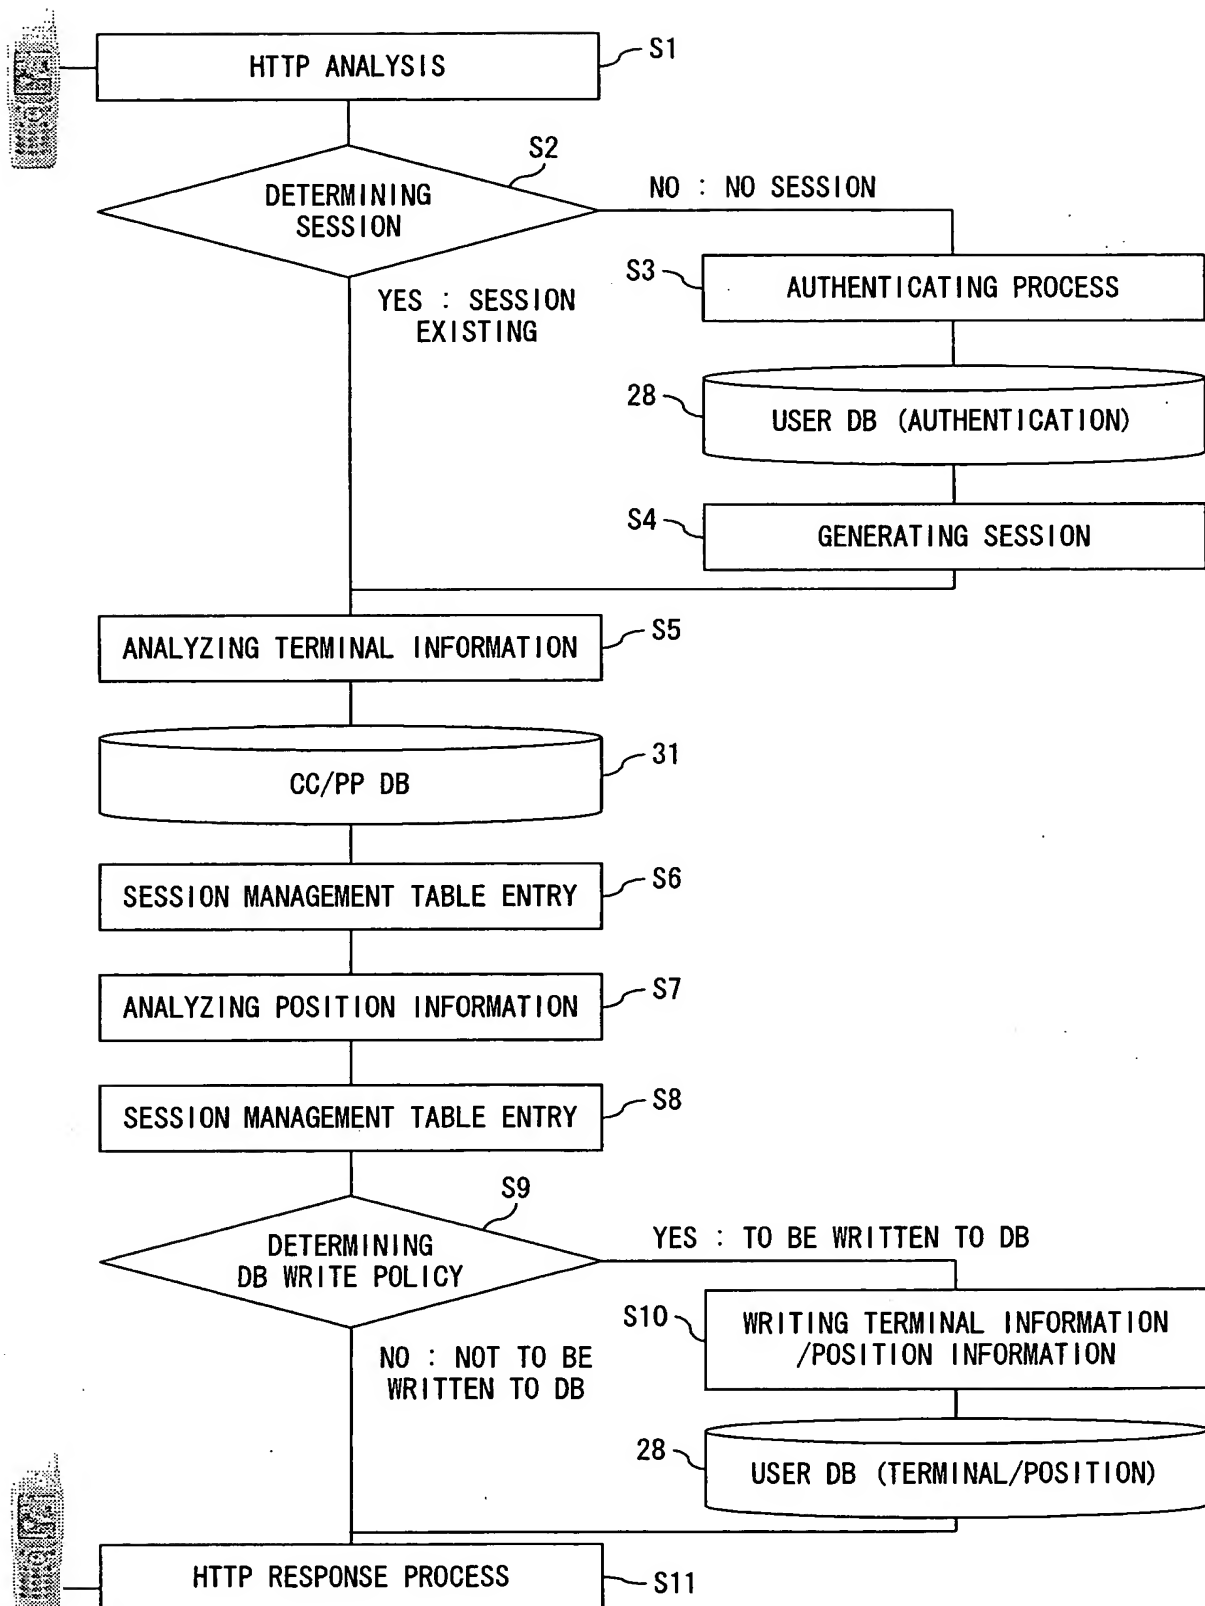 HTTP ANALYSIS
S1
S2
DETERMINING
SESSION
NO : NO SESSION
YES : SESSION
EXISTING
S3
AUTHENTICATING PROCESS
28
USER DB (AUTHENTICATION)
S4
GENERATING SESSION
ANALYZING TERMINAL INFORMATION
S5
CC/PP DB
31
SESSION MANAGEMENT TABLE ENTRY
S6
ANALYZING POSITION INFORMATION
S7
SESSION MANAGEMENT TABLE ENTRY
S8
S9
DETERMINING
DB WRITE POLICY
YES : TO BE WRITTEN TO DB
NO : NOT TO BE
WRITTEN TO DB
S10
WRITING TERMINAL INFORMATION
/POSITION INFORMATION
28
USER DB (TERMINAL/POSITION)
HTTP RESPONSE PROCESS
S11